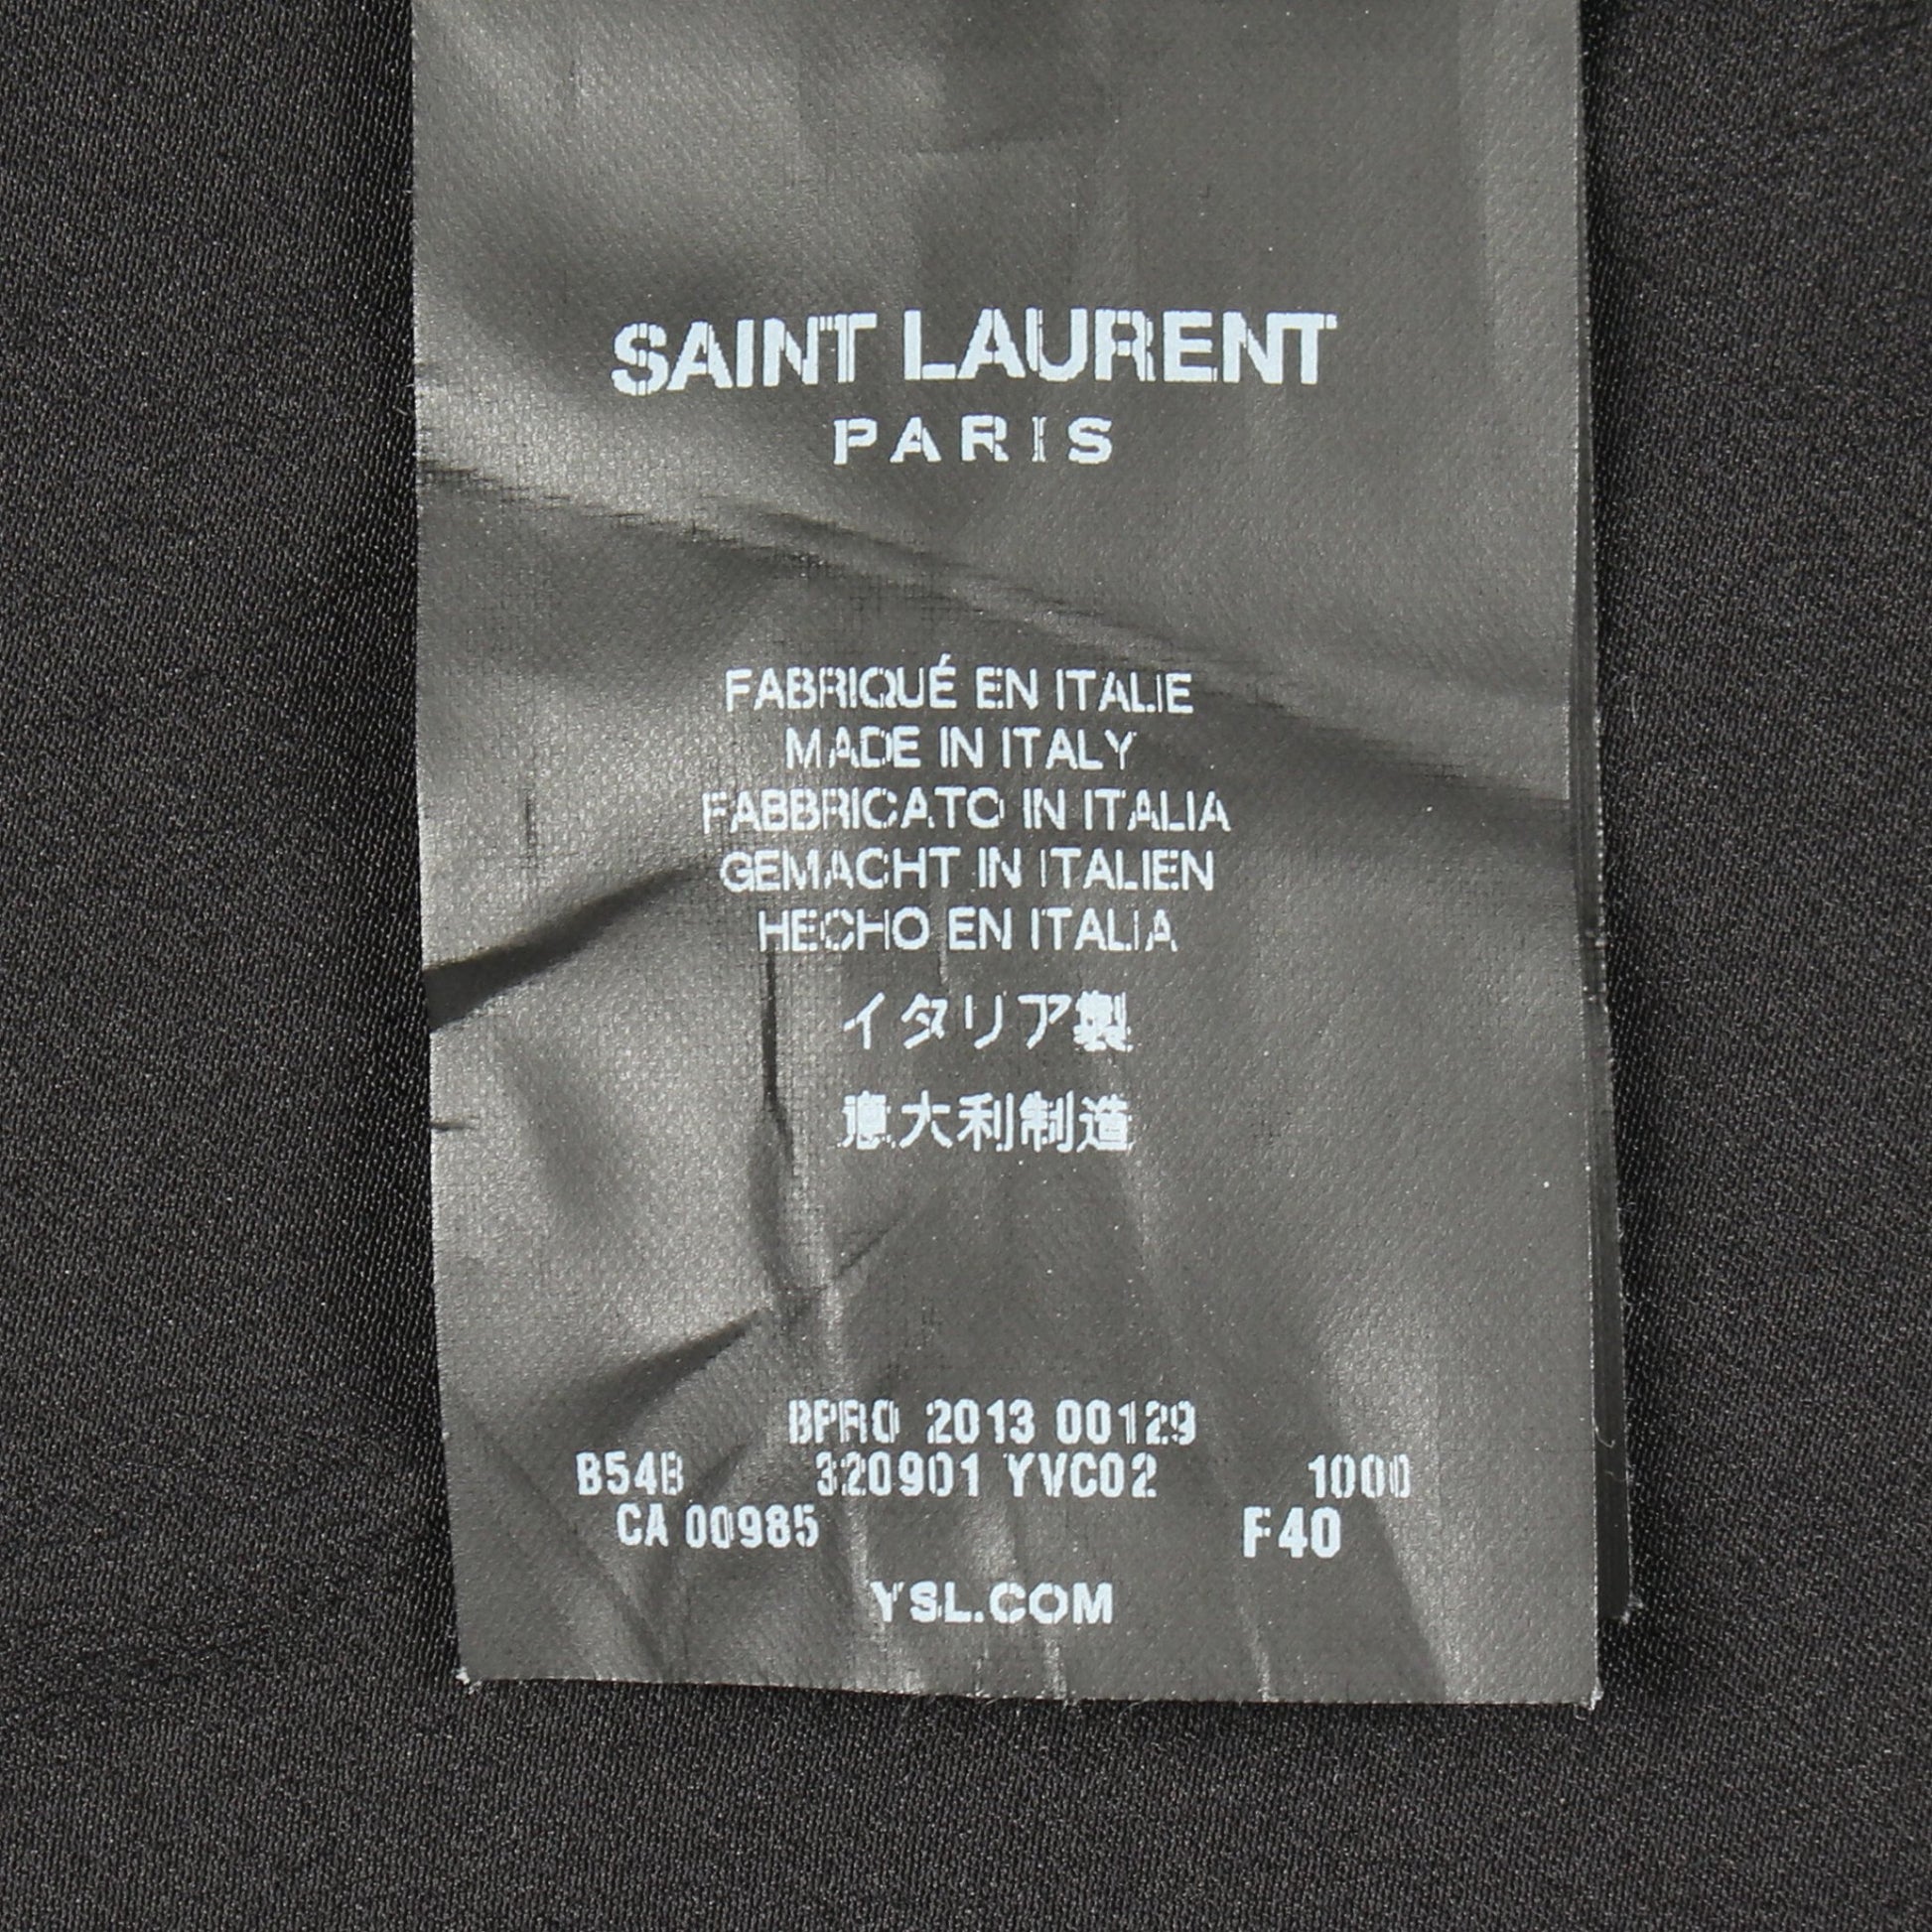 SAINT LAURENT
PARIS
FABRIQUÉ EN ITALIE
MADE IN ITALY
FABBRICATO IN ITALIA
GEMACHT IN ITALIEN
HECHO EN ITALIA
イタリア製
意大利制造
BPRO 2013 00129
B54B 320901 YVC02 1000
CA 00985 F40
YSL.COM